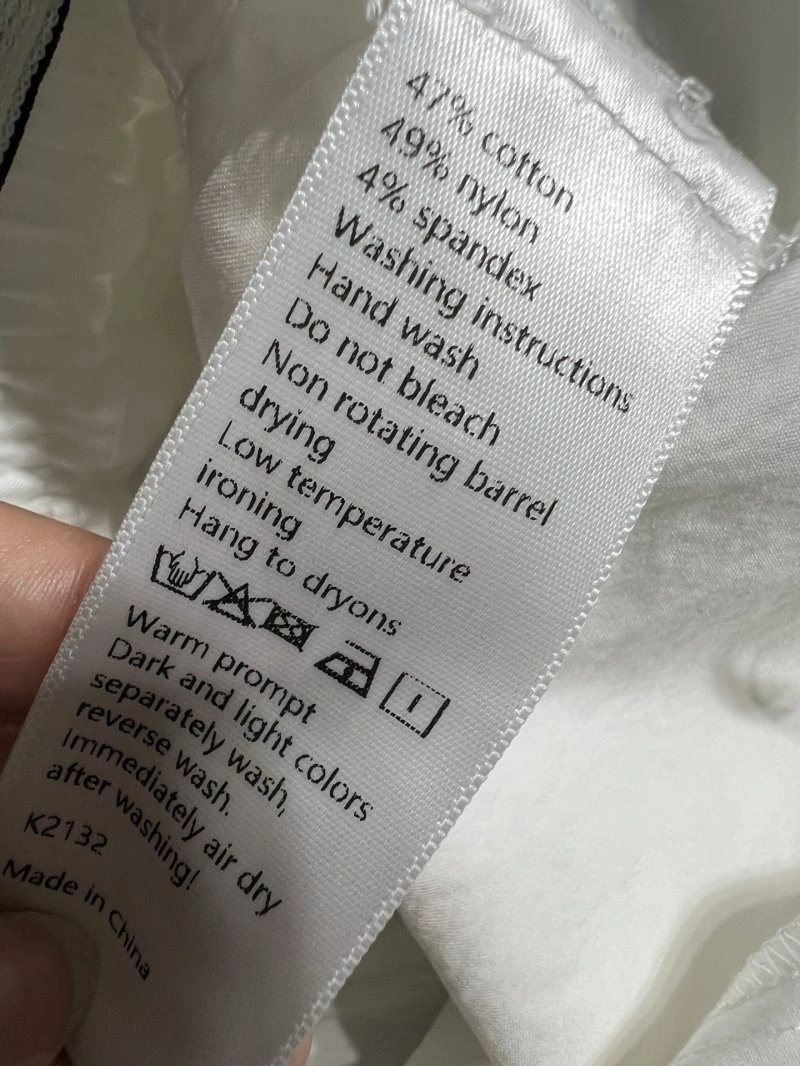 47% cotton
49% nylon
4% spandex
Washing instructions
Hand wash
Do not bleach
Non rotating barrel
drying
Low temperature
ironing
Hang to dryons
Warm prompt
Dark and light colors
separately wash,
reverse wash.
Immediately air dry
after washing!
K2132
Made in China